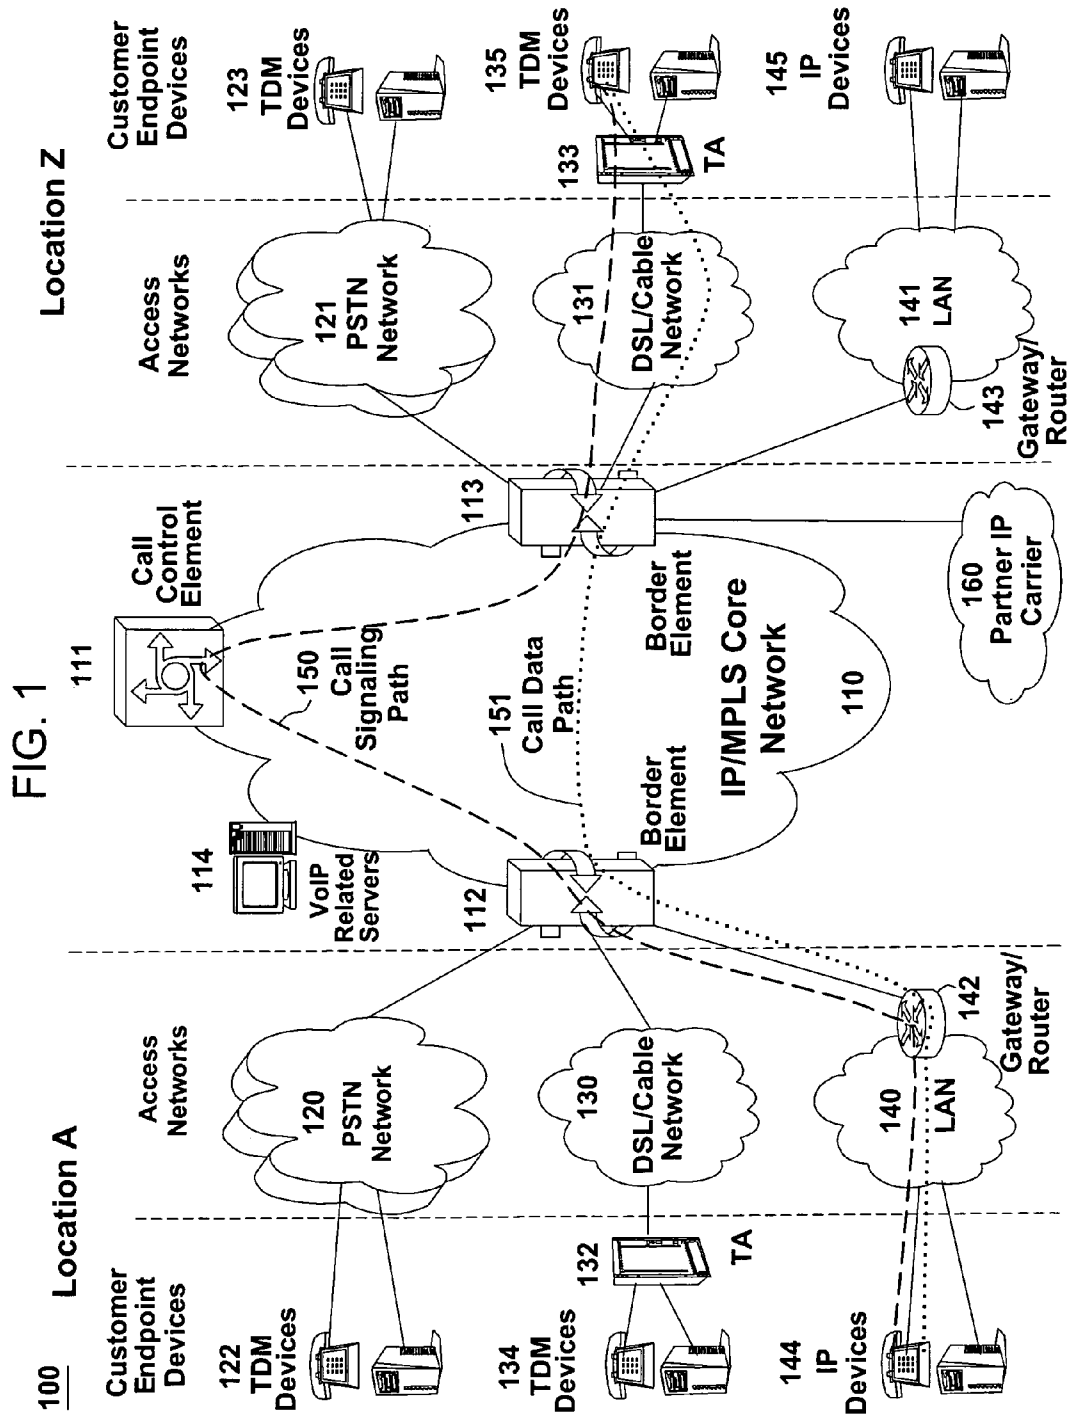 FIG. 1
100
Location A
Location Z
Customer
Endpoint
Devices
Access
Networks
Access
Networks
Customer
Endpoint
Devices
114
VoIP
Related
Servers
111
Call
Control
Element
122
TDM
Devices
120
PSTN
Network
121
PSTN
Network
123
TDM
Devices
150
Call
Signaling
Path
112
113
151
Call Data
Path
134
TDM
Devices
132
TA
130
DSL/Cable
Network
Border
Element
Border
Element
131
DSL/Cable
Network
133
TA
135
TDM
Devices
IP/MPLS Core
Network
110
144
IP
Devices
140
LAN
142
Gateway/
Router
160
Partner IP
Carrier
141
LAN
143
Gateway/
Router
145
IP
Devices